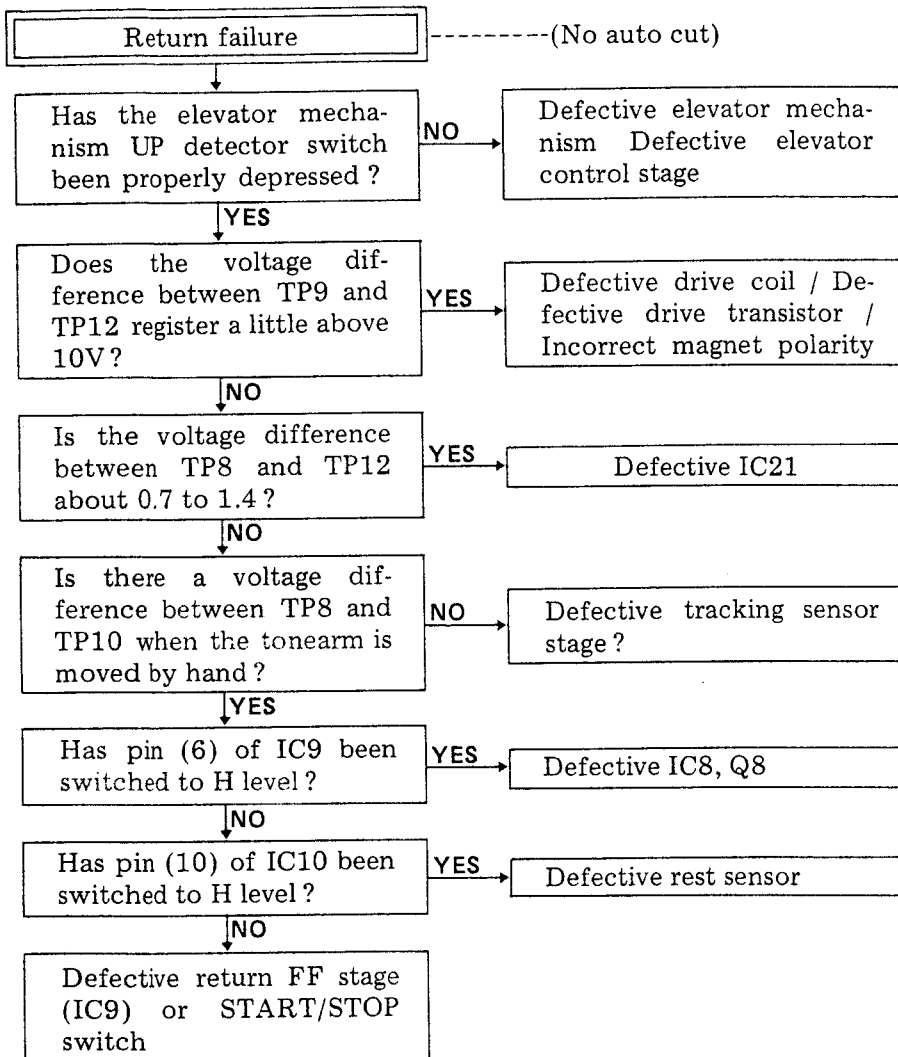 Return failure
(No auto cut)
Has the elevator mecha-
nism UP detector switch
been properly depressed ?
NO
Defective elevator mecha-
nism Defective elevator
control stage
YES
Does the voltage dif-
ference between TP9 and
TP12 register a little above
10V ?
YES
Defective drive coil / De-
fective drive transistor /
Incorrect magnet polarity
NO
Is the voltage difference
between TP8 and TP12
about 0.7 to 1.4 ?
YES
Defective IC21
NO
Is there a voltage dif-
ference between TP8 and
TP10 when the tonearm is
moved by hand ?
NO
Defective tracking sensor
stage ?
YES
Has pin (6) of IC9 been
switched to H level ?
YES
Defective IC8, Q8
NO
Has pin (10) of IC10 been
switched to H level ?
YES
Defective rest sensor
NO
Defective return FF stage
(IC9) or START/STOP
switch